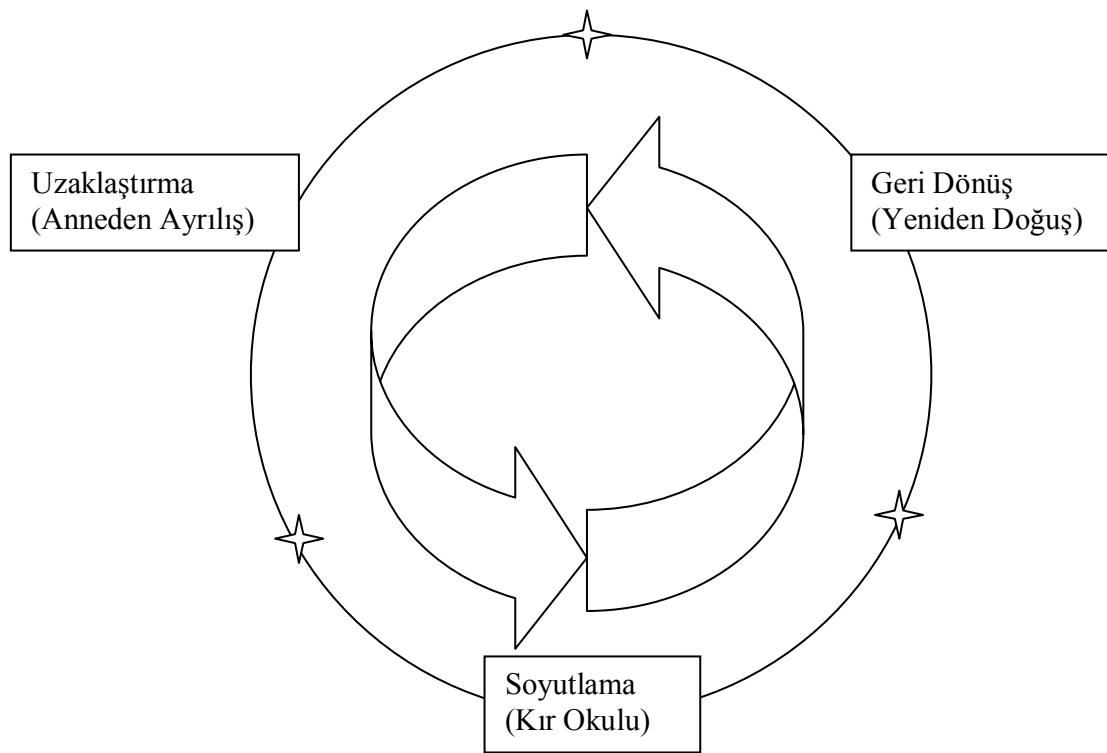 Uzaklaştırma
(Anneden Ayrılış)
Geri Dönüş
(Yeniden Doğuş)
Soyutlama
(Kır Okulu)